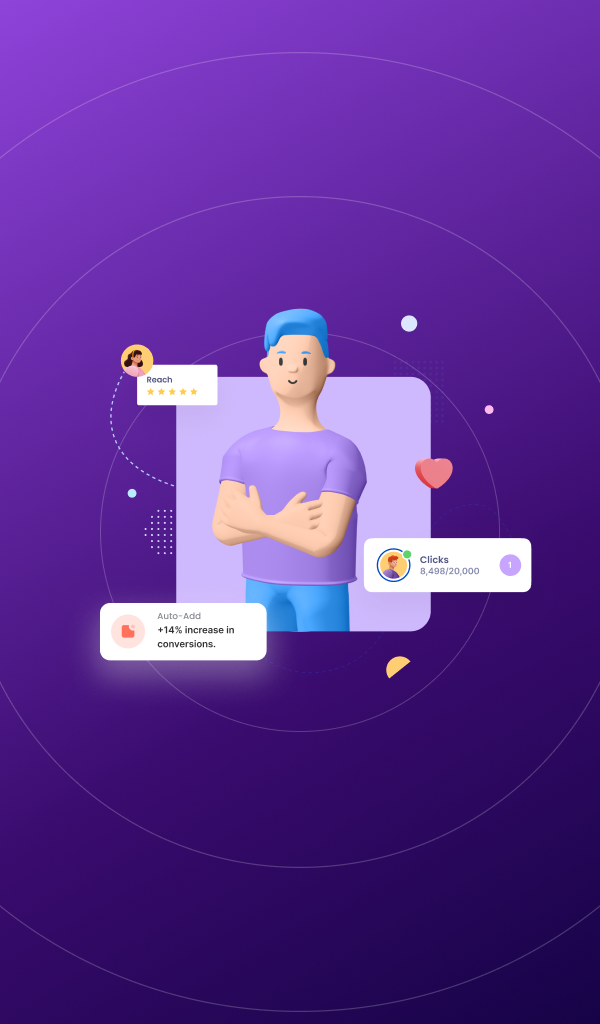 Reach
Clicks
8,498/20,000
1
Auto-Add
+14% increase in
conversions.